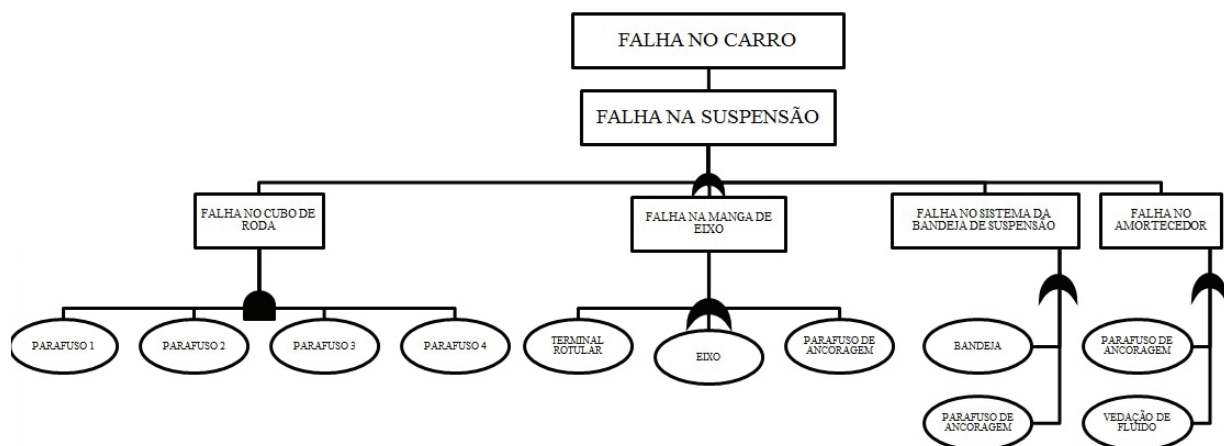 FALHA NO CARRO
FALHA NA SUSPENSÃO
FALHA NO CUBO DE
RODA
FALHA NA MANGA DE
EIXO
FALHA NO SISTEMA DA
BANDEJA DE SUSPENSÃO
FALHA NO
AMORTECEDOR
PARAFUSO 1
PARAFUSO 2
PARAFUSO 3
PARAFUSO 4
TERMINAL
ROTULAR
EIXO
PARAFUSO DE
ANCORAGEM
BANDEJA
PARAFUSO DE
ANCORAGEM
PARAFUSO DE
ANCORAGEM
VEDAÇÃO DE
FLUÍDO